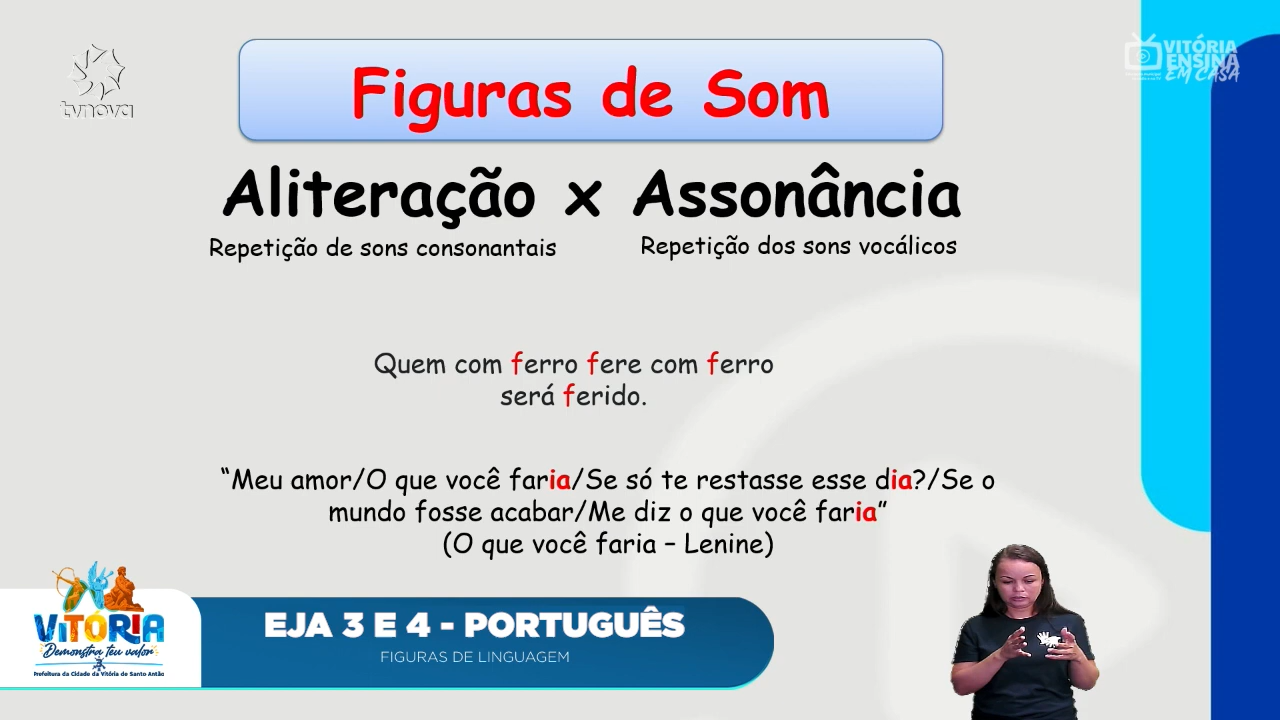 tvnova
VITÓRIA
ENSINA
EM CASA
Figuras de Som
Aliteração x Assonância
Repetição de sons consonantais
Repetição dos sons vocálicos
Quem com ferro fere com ferro
será ferido.
“Meu amor/O que você faria/Se só te restasse esse dia?/Se o
mundo fosse acabar/Me diz o que você faria”
(O que você faria – Lenine)
VITÓRIA
Demonstra teu valor
Prefeitura da Cidade da Vitória de Santo Antão
EJA 3 E 4 - PORTUGUÊS
FIGURAS DE LINGUAGEM